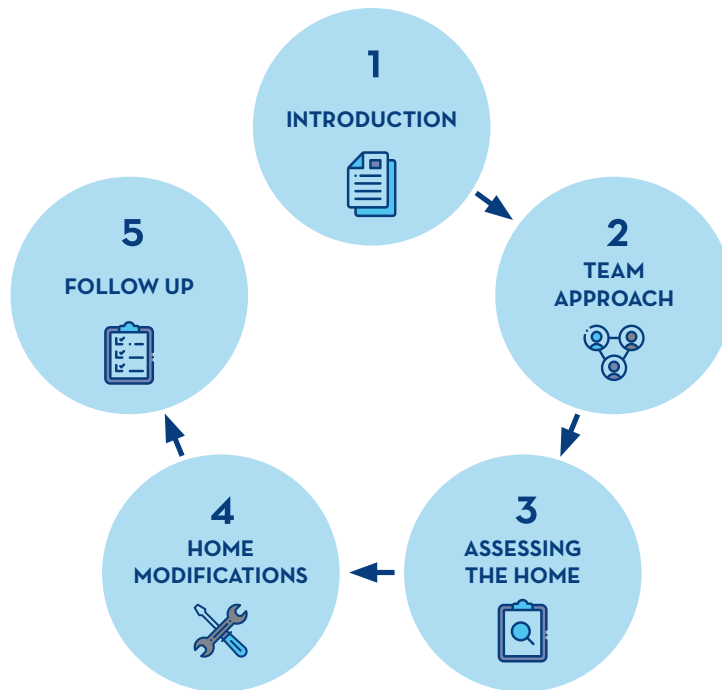 1
INTRODUCTION
2
TEAM
APPROACH
3
ASSESSING
THE HOME
4
HOME
MODIFICATIONS
5
FOLLOW UP